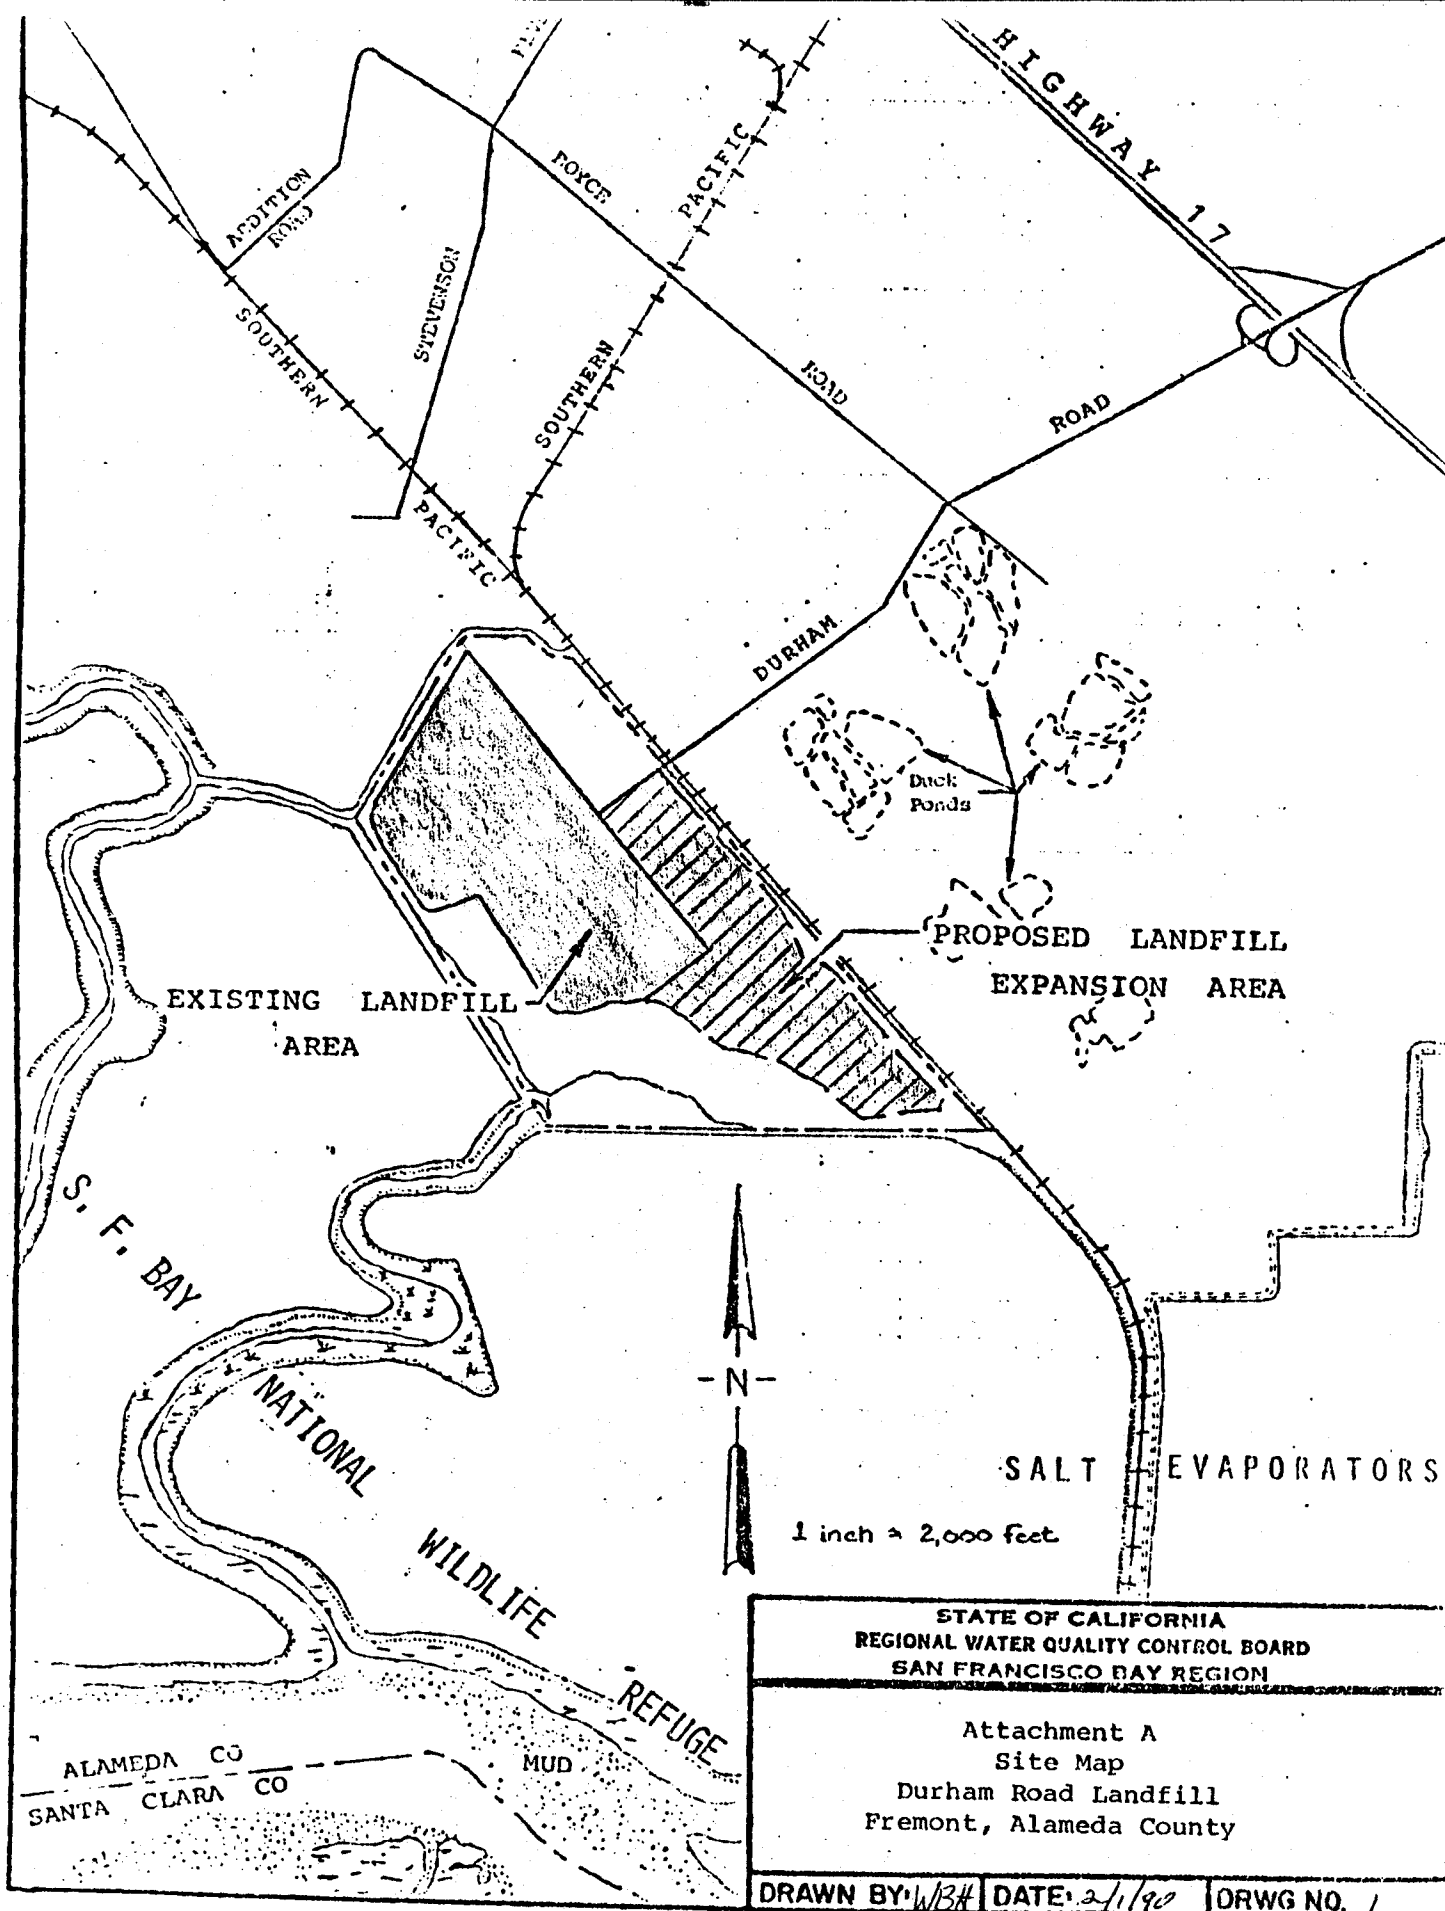 HIGHWAY 17
ADDITION
ROAD
STEVENSON
BOYCE
ROAD
SOUTHERN
PACIFIC
SOUTHERN
PACIFIC
ROAD
DURHAM
Duck
Ponds
PROPOSED LANDFILL
EXPANSION AREA
EXISTING LANDFILL
AREA
S. F. BAY
NATIONAL
WILDLIFE
REFUGE
-N-
SALT EVAPORATORS
1 inch = 2,000 feet
MUD
ALAMEDA CO
SANTA CLARA CO
STATE OF CALIFORNIA
REGIONAL WATER QUALITY CONTROL BOARD
SAN FRANCISCO BAY REGION
Attachment A
Site Map
Durham Road Landfill
Fremont, Alameda County
DRAWN BY: WBH DATE: 2/1/90 DRWG NO. 1